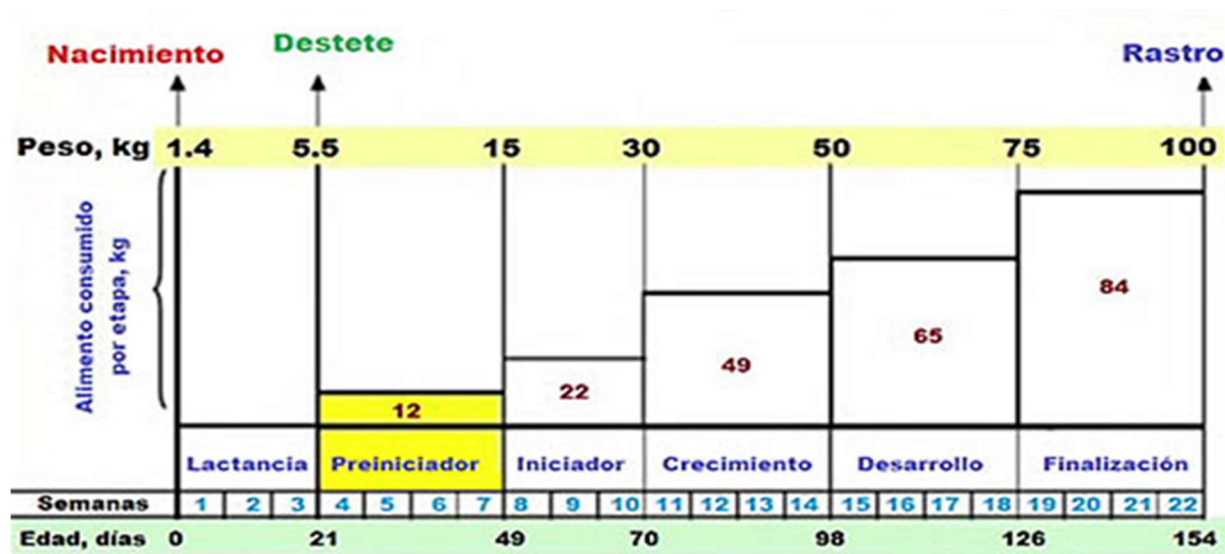 Nacimiento Destete Rastro
Peso, kg 1.4 5.5 15 30 50 75 100
Alimento consumido
por etapa, kg
12 22 49 65 84
Lactancia Preiniciador Iniciador Crecimiento Desarrollo Finalización
Semanas 1 2 3 4 5 6 7 8 9 10 11 12 13 14 15 16 17 18 19 20 21 22
Edad, días 0 21 49 70 98 126 154